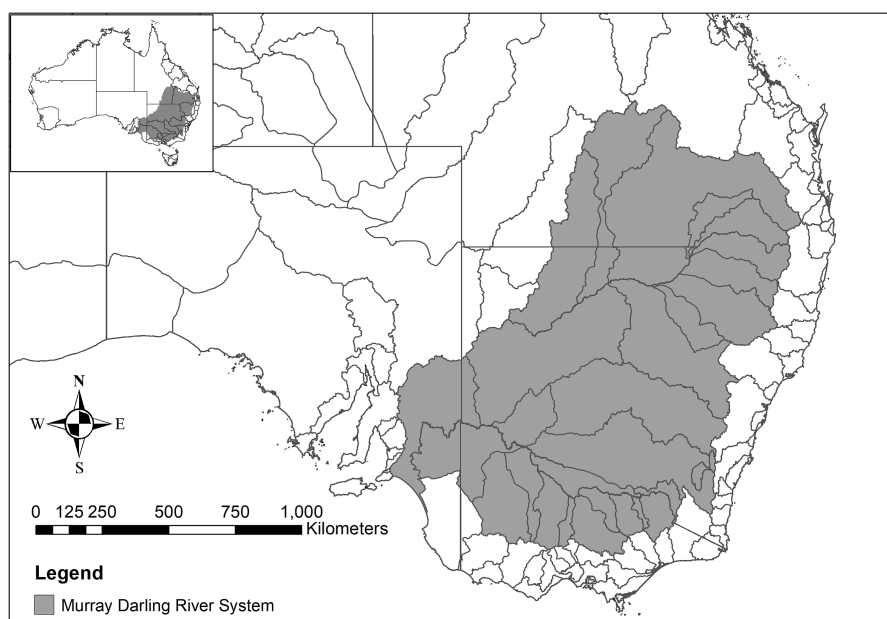 N
W E
S
0 125 250 500 750 1,000
Kilometers
Legend
Murray Darling River System